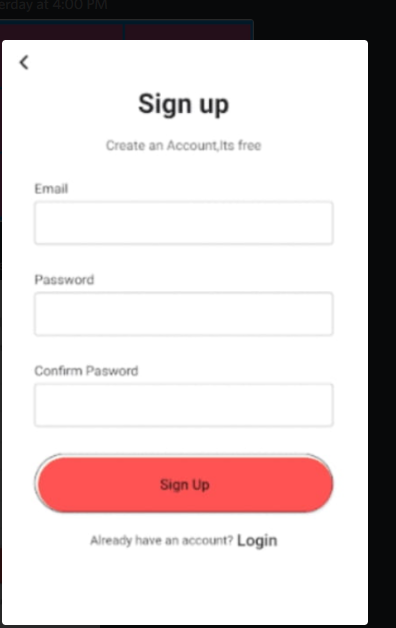 erday at 4:00 PM
Sign up
Create an Account,Its free
Email
Password
Confirm Pasword
Sign Up
Already have an account? Login